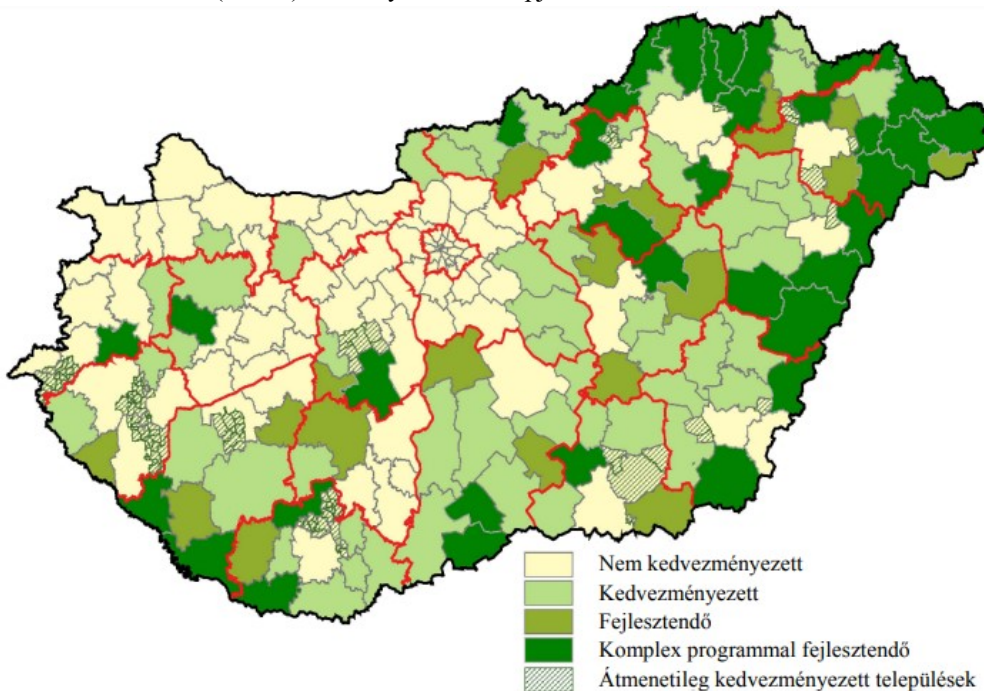 Nem kedvezményezett
Kedvezményezett
Fejlesztendő
Komplex programmal fejlesztendő
Átmenetileg kedvezményezett települések